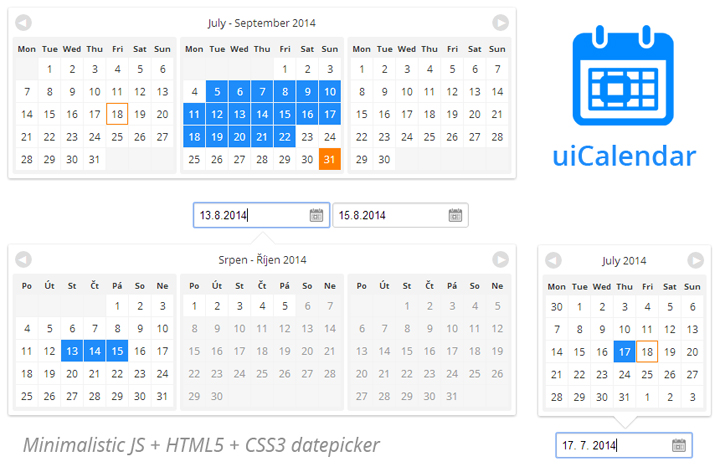 July - September 2014
Mon Tue Wed Thu Fri Sat Sun Mon Tue Wed Thu Fri Sat Sun Mon Tue Wed Thu Fri Sat Sun
1 2 3 4 5 6 1 2 3 1 2 3 4 5 6 7
7 8 9 10 11 12 13 4 5 6 7 8 9 10 8 9 10 11 12 13 14
14 15 16 17 18 19 20 11 12 13 14 15 16 17 15 16 17 18 19 20 21
21 22 23 24 25 26 27 18 19 20 21 22 23 24 22 23 24 25 26 27 28
28 29 30 31 25 26 27 28 29 30 31 29 30
uiCalendar
13.8.2014 15.8.2014
Srpen - Říjen 2014
Po Út St Čt Pá So Ne Po Út St Čt Pá So Ne Po Út St Čt Pá So Ne
1 2 3 1 2 3 4 5 6 7 1 2 3 4 5
4 5 6 7 8 9 10 8 9 10 11 12 13 14 6 7 8 9 10 11 12
11 12 13 14 15 16 17 15 16 17 18 19 20 21 13 14 15 16 17 18 19
18 19 20 21 22 23 24 22 23 24 25 26 27 28 20 21 22 23 24 25 26
25 26 27 28 29 30 31 29 30 27 28 29 30 31
July 2014
Mon Tue Wed Thu Fri Sat Sun
30 1 2 3 4 5 6
7 8 9 10 11 12 13
14 15 16 17 18 19 20
21 22 23 24 25 26 27
28 29 30 31 1 2 3
17. 7. 2014
Minimalistic JS + HTML5 + CSS3 datepicker